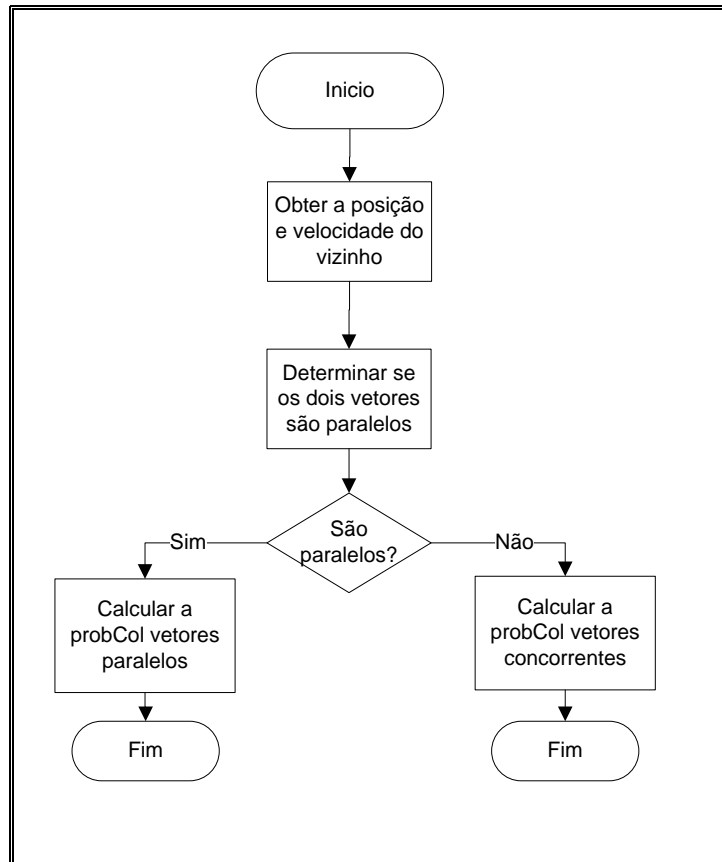 Inicio
Obter a posição
e velocidade do
vizinho
Determinar se
os dois vetores
são paralelos
São
paralelos?
Sim
Não
Calcular a
probCol vetores
paralelos
Calcular a
probCol vetores
concorrentes
Fim
Fim